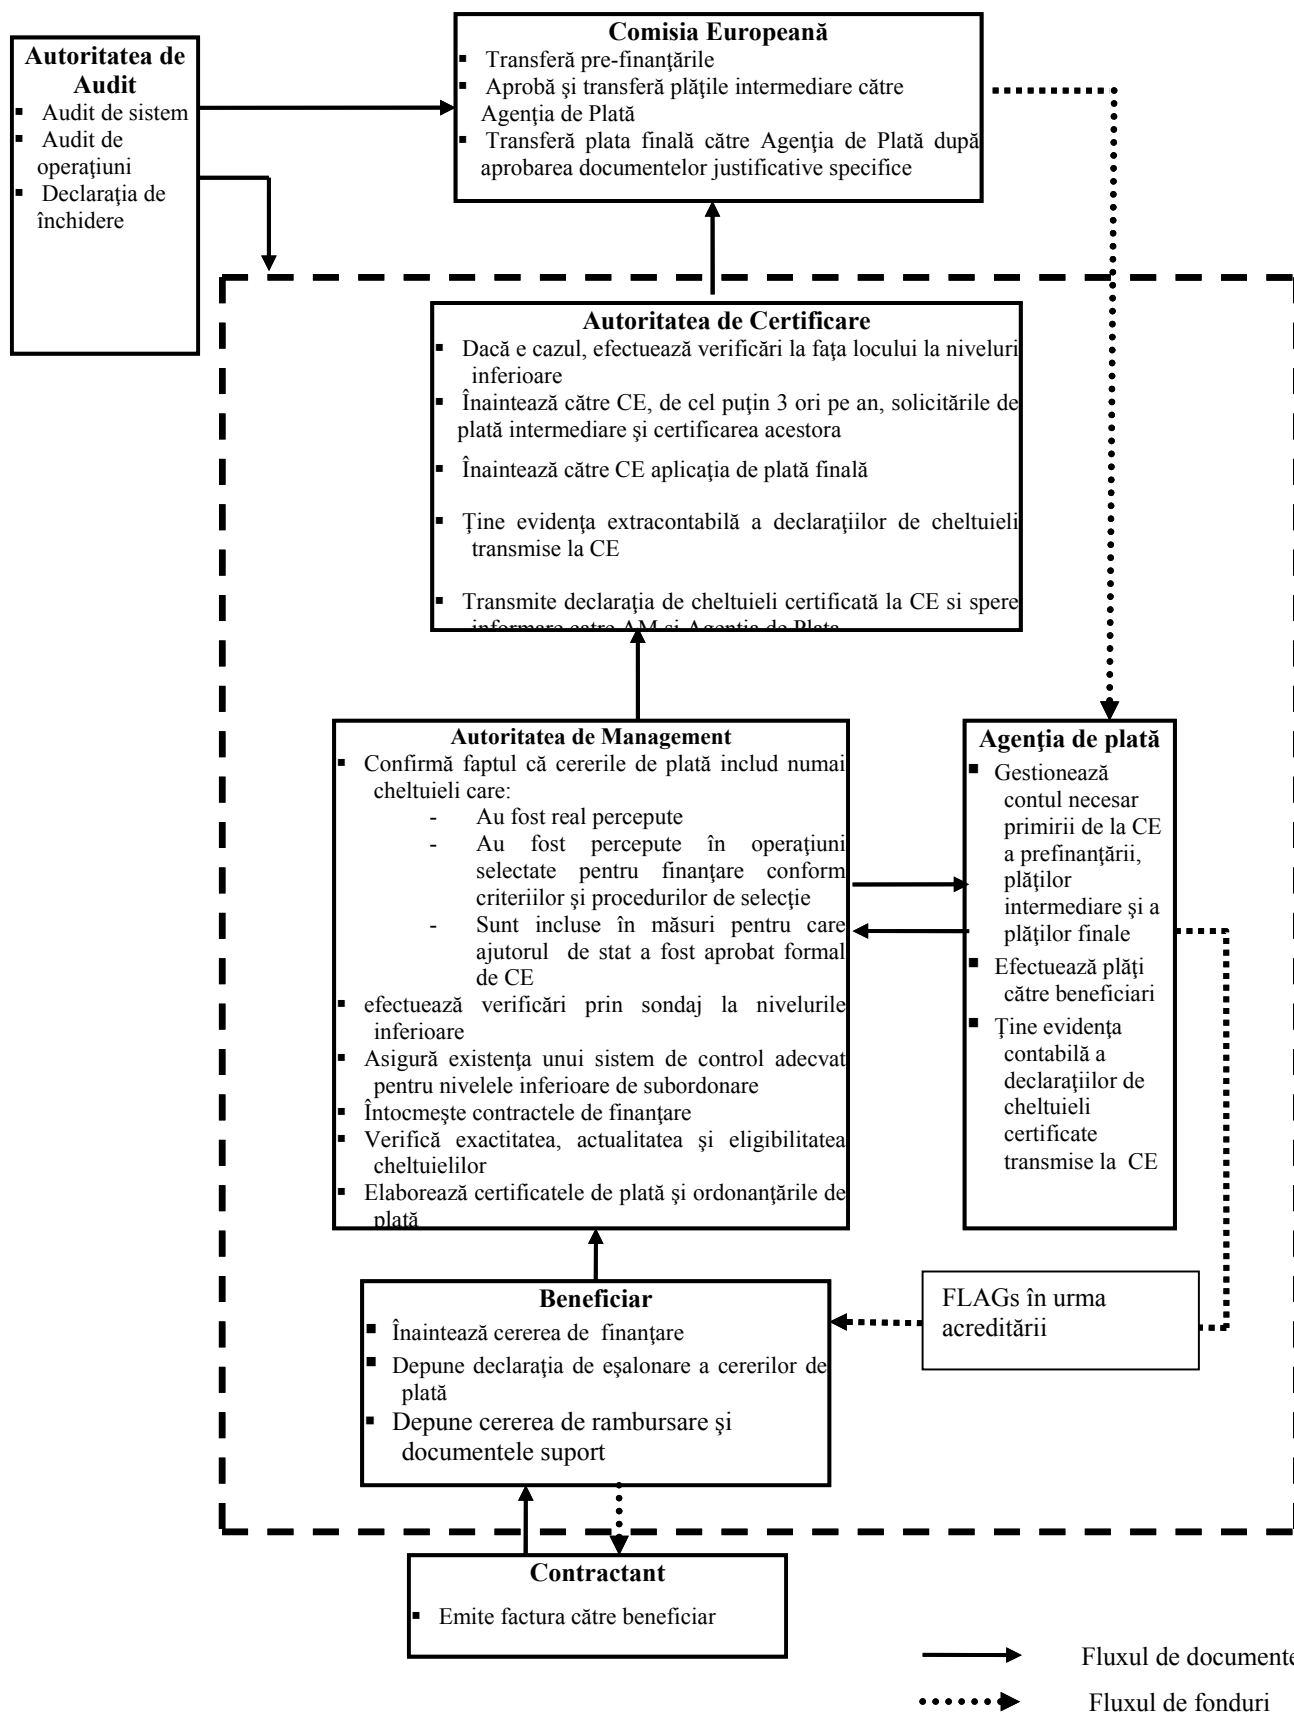 Autoritatea de
Audit
▪ Audit de sistem
▪ Audit de
operaţiuni
▪ Declaraţia de
închidere
Comisia Europeană
▪ Transferă pre-finanţările
▪ Aprobă şi transferă plăţile intermediare către
Agenţia de Plată
▪ Transferă plata finală către Agenţia de Plată după
aprobarea documentelor justificative specifice
Autoritatea de Certificare
▪ Dacă e cazul, efectuează verificări la faţa locului la niveluri
inferioare
▪ Înaintează către CE, de cel puţin 3 ori pe an, solicitările de
plată intermediare şi certificarea acestora
▪ Înaintează către CE aplicaţia de plată finală
▪ Ţine evidenţa extracontabilă a declaraţiilor de cheltuieli
transmise la CE
▪ Transmite declaraţia de cheltuieli certificată la CE si spere
informare catre AM si Agentia de Plata
Autoritatea de Management
▪ Confirmă faptul că cererile de plată includ numai
cheltuieli care:
- Au fost real percepute
- Au fost percepute în operaţiuni
selectate pentru finanţare conform
criteriilor şi procedurilor de selecţie
- Sunt incluse în măsuri pentru care
ajutorul de stat a fost aprobat formal
de CE
▪ efectuează verificări prin sondaj la nivelurile
inferioare
▪ Asigură existenţa unui sistem de control adecvat
pentru nivelele inferioare de subordonare
▪ Întocmeşte contractele de finanţare
▪ Verifică exactitatea, actualitatea şi eligibilitatea
cheltuielilor
▪ Elaborează certificatele de plată şi ordonanţările de
plată
Agenţia de plată
▪ Gestionează
contul necesar
primirii de la CE
a prefinanţării,
plăţilor
intermediare şi a
plăţilor finale
▪ Efectuează plăţi
către beneficiari
▪ Ţine evidenţa
contabilă a
declaraţiilor de
cheltuieli
certificate
transmise la CE
Beneficiar
▪ Înaintează cererea de finanţare
▪ Depune declaraţia de eşalonare a cererilor de
plată
▪ Depune cererea de rambursare şi
documentele suport
FLAGs în urma
acreditării
Contractant
▪ Emite factura către beneficiar
Fluxul de documente
Fluxul de fonduri